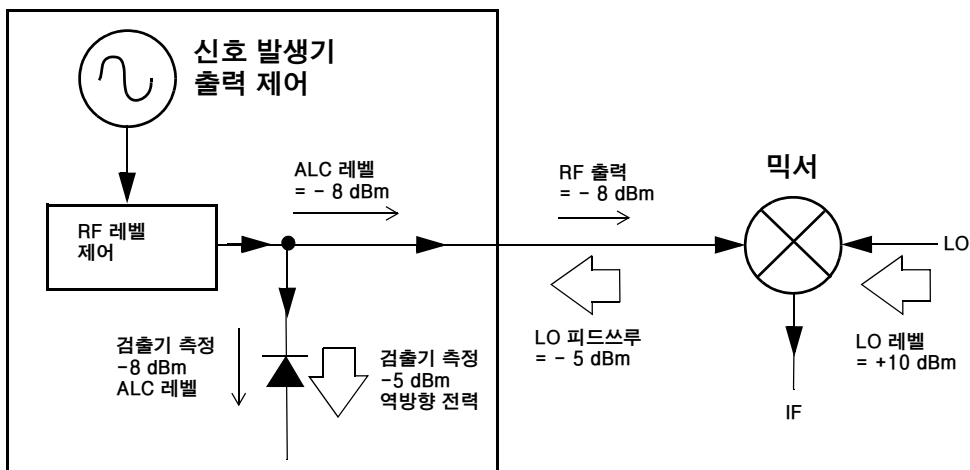 신호 발생기
출력 제어
ALC 레벨
= – 8 dBm
RF 출력
= – 8 dBm
믹서
RF 레벨
제어
LO
LO 피드쓰루
= – 5 dBm
LO 레벨
= +10 dBm
검출기 측정
-8 dBm
ALC 레벨
검출기 측정
-5 dBm
역방향 전력
IF